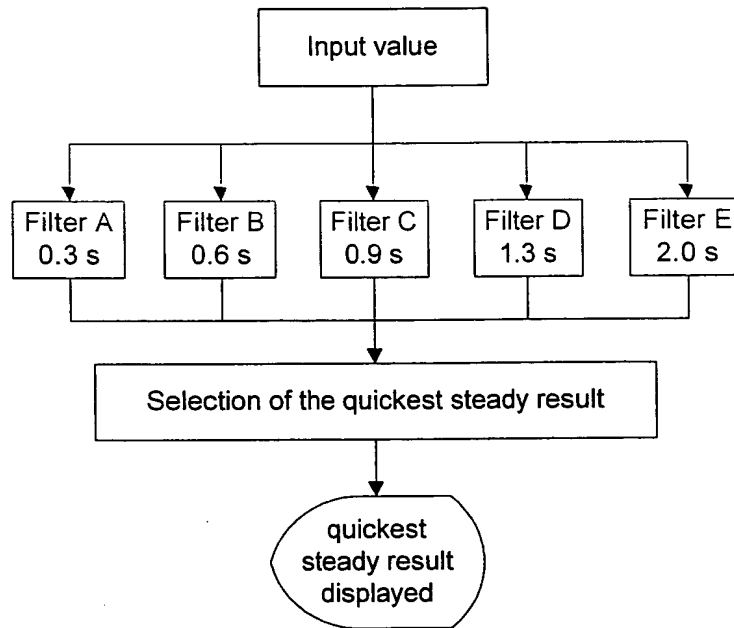 Input value
Filter A
0.3 s
Filter B
0.6 s
Filter C
0.9 s
Filter D
1.3 s
Filter E
2.0 s
Selection of the quickest steady result
quickest
steady result
displayed